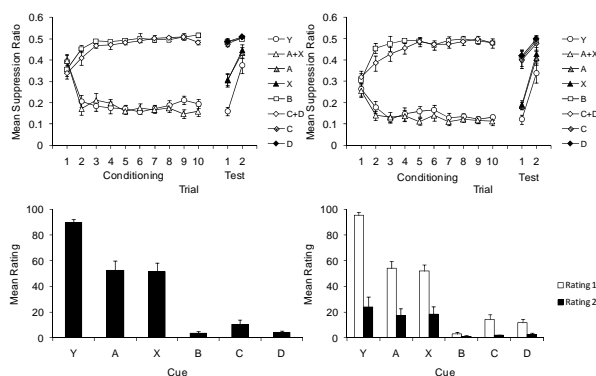 Mean Suppression Ratio
0.6
0.5
0.4
0.3
0.2
0.1
0
1 2 3 4 5 6 7 8 9 10 1 2
Conditioning Test
Trial
Y
A+X
A
X
B
C+D
C
D
Mean Suppression Ratio
0.6
0.5
0.4
0.3
0.2
0.1
0
1 2 3 4 5 6 7 8 9 10 1 2
Conditioning Test
Trial
Y
A+X
A
X
B
C+D
C
D
Mean Rating
100
80
60
40
20
0
Y A X B C D
Cue
Mean Rating
100
80
60
40
20
0
Y A X B C D
Cue
Rating 1
Rating 2